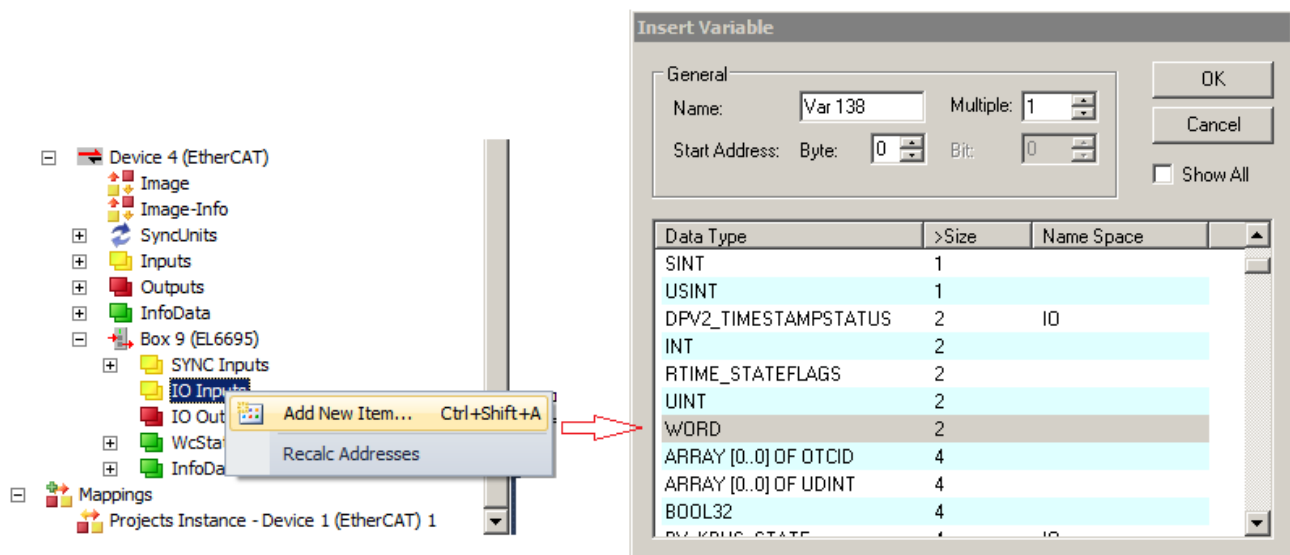 Device 4 (EtherCAT)
Image
Image-Info
SyncUnits
Inputs
Outputs
InfoData
Box 9 (EL6695)
SYNC Inputs
IO Inputs
IO Out
WcSta
InfoDa
Mappings
Projects Instance - Device 1 (EtherCAT) 1
Add New Item... Ctrl+Shift+A
Recalc Addresses
Insert Variable
General
Name: Var 138 Multiple: 1
Start Address: Byte: 0 Bit: 0
OK
Cancel
Show All
Data Type >Size Name Space
SINT 1
USINT 1
DPV2_TIMESTAMPSTATUS 2 IO
INT 2
RTIME_STATEFLAGS 2
UINT 2
WORD 2
ARRAY [0..0] OF OTCID 4
ARRAY [0..0] OF UDINT 4
BOOL32 4